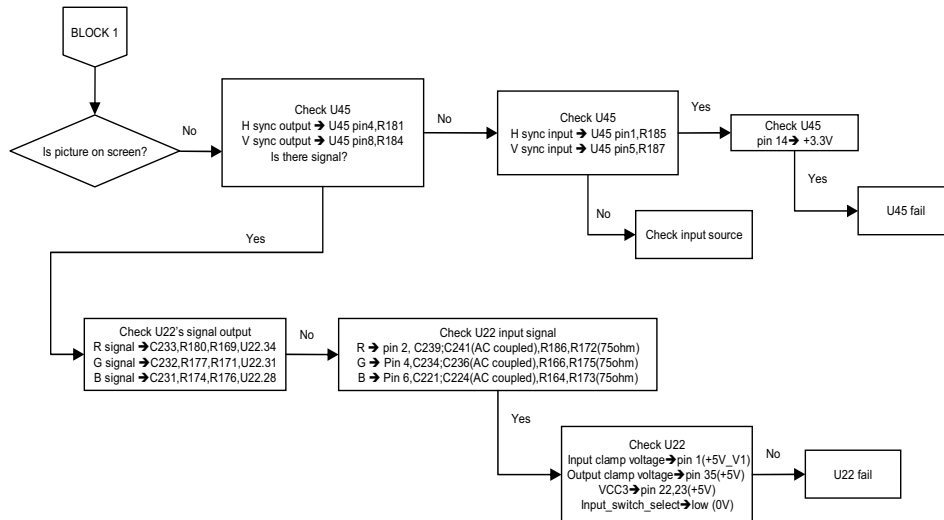 BLOCK 1
Is picture on screen?
No
Check U45
H sync output ➔ U45 pin4,R181
V sync output ➔ U45 pin8,R184
Is there signal?
No
Check U45
H sync input ➔ U45 pin1,R185
V sync input ➔ U45 pin5,R187
Yes
Check U45
pin 14➔ +3.3V
Yes
U45 fail
No
Check input source
Yes
Check U22's signal output
R signal ➔C233,R180,R169,U22.34
G signal ➔C232,R177,R171,U22.31
B signal ➔C231,R174,R176,U22.28
No
Check U22 input signal
R ➔ pin 2, C239;C241(AC coupled),R186,R172(75ohm)
G ➔ Pin 4,C234;C236(AC coupled),R166,R175(75ohm)
B ➔ Pin 6,C221;C224(AC coupled),R164,R173(75ohm)
Yes
Check U22
Input clamp voltage➔pin 1(+5V_V1)
Output clamp voltage➔pin 35(+5V)
VCC3➔pin 22,23(+5V)
Input_switch_select➔low (0V)
No
U22 fail